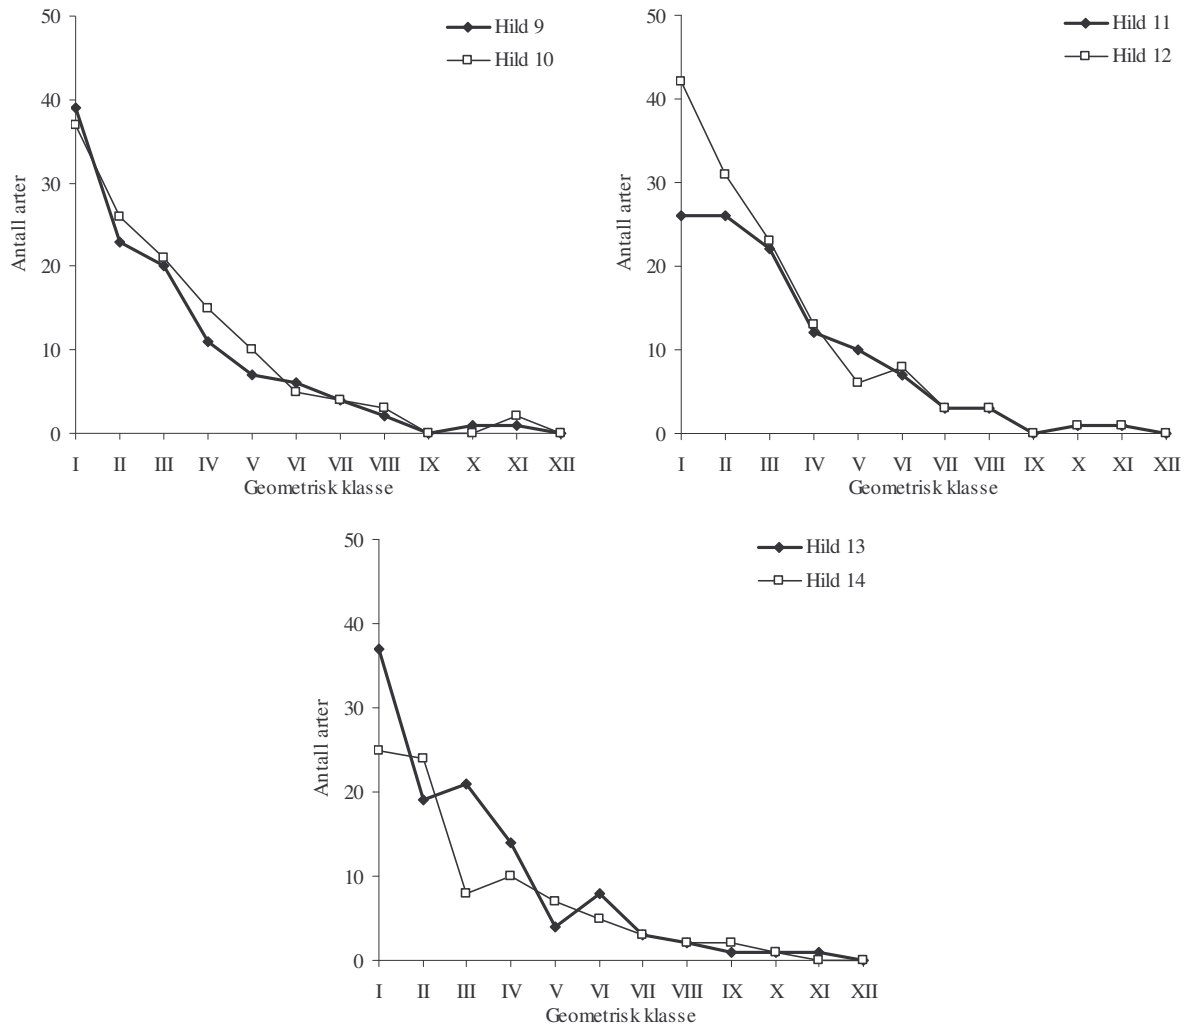 50
40
30
20
10
0
Antall arter
Hild 9
Hild 10
I II III IV V VI VII VIII IX X XI XII
Geometrisk klasse
50
40
30
20
10
0
Antall arter
Hild 11
Hild 12
I II III IV V VI VII VIII IX X XI XII
Geometrisk klasse
50
40
30
20
10
0
Antall arter
Hild 13
Hild 14
I II III IV V VI VII VIII IX X XI XII
Geometrisk klasse